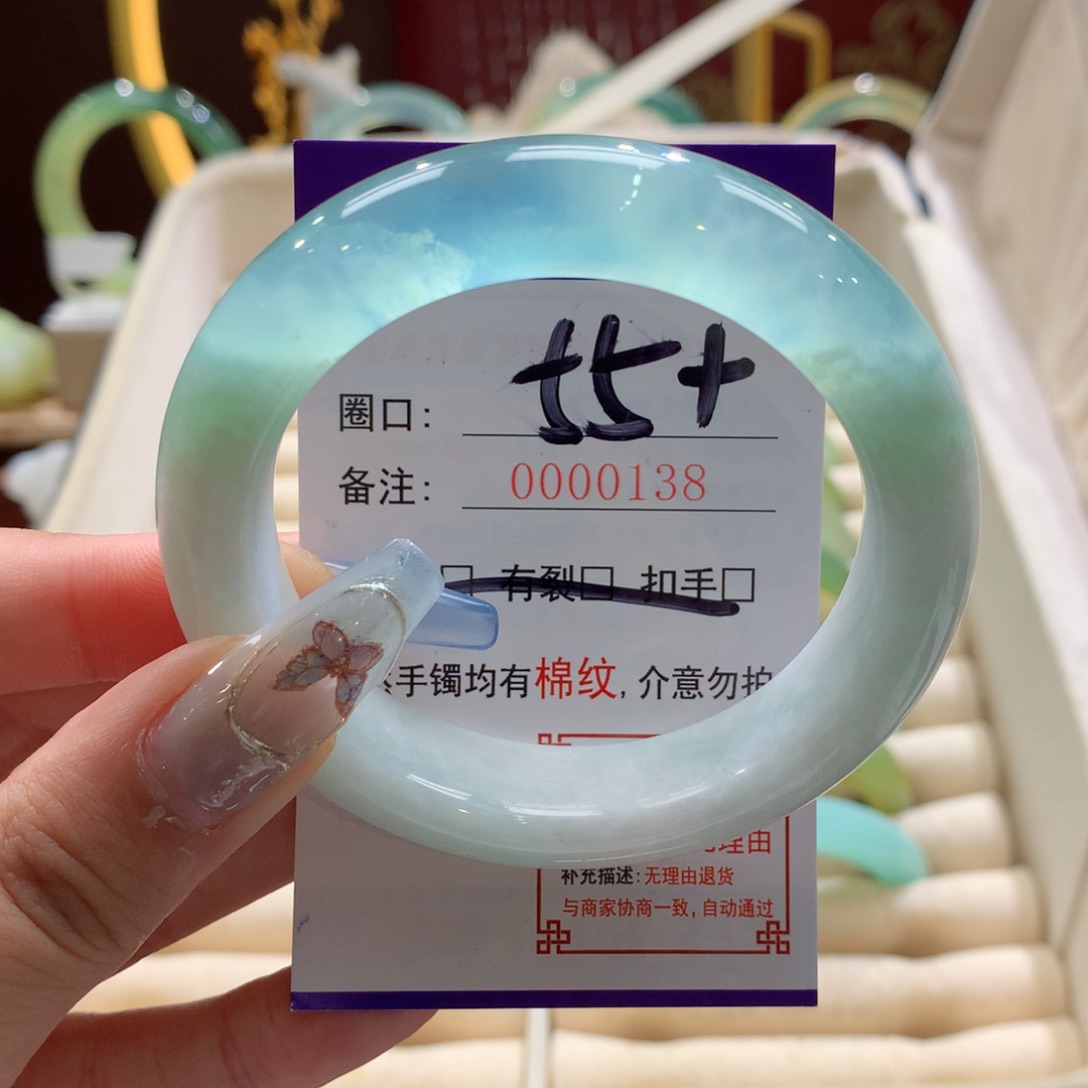 圈口: 55+
备注: 0000138
□ 有裂□ 扣手□
手镯均有棉纹,介意勿拍
理由
补充描述:无理由退货
与商家协商一致,自动通过